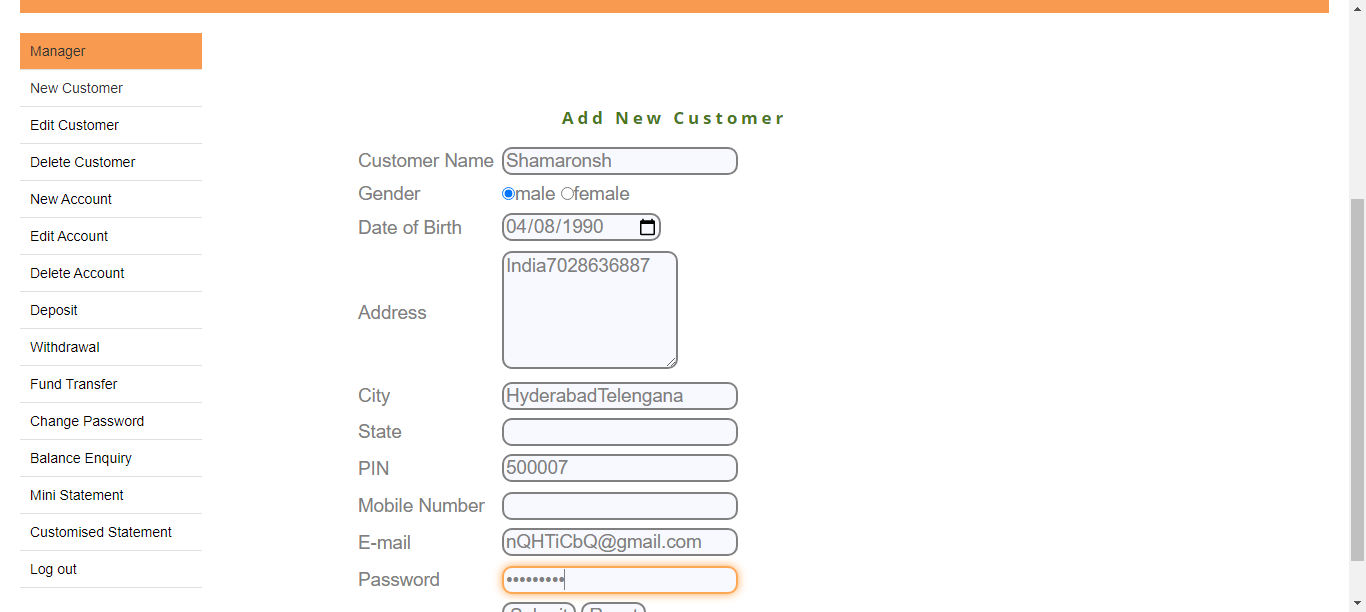 Manager
New Customer
Edit Customer
Delete Customer
New Account
Edit Account
Delete Account
Deposit
Withdrawal
Fund Transfer
Change Password
Balance Enquiry
Mini Statement
Customised Statement
Log out
Add New Customer
Customer Name Shamaronsh
Gender male female
Date of Birth 04/08/1990
Address India7028636887
City HyderabadTelengana
State
PIN 500007
Mobile Number
E-mail nQHTiCbQ@gmail.com
Password •••••••••
Submit Reset